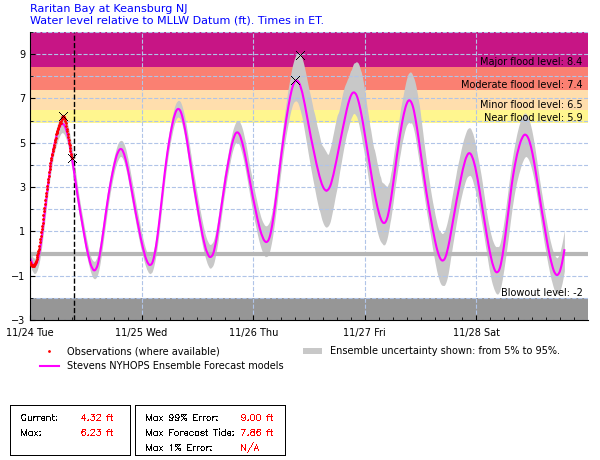 Raritan Bay at Keansburg NJ
Water level relative to MLLW Datum (ft). Times in ET.
9
7
5
3
1
−1
−3
Major flood level: 8.4
Moderate flood level: 7.4
Minor flood level: 6.5
Near flood level: 5.9
Blowout level: -2
11/24 Tue
11/25 Wed
11/26 Thu
11/27 Fri
11/28 Sat
Observations (where available)
Stevens NYHOPS Ensemble Forecast models
Ensemble uncertainty shown: from 5% to 95%.
Current: 4.32 ft
Max: 6.23 ft
Max 99% Error: 9.00 ft
Max Forecast Tide: 7.86 ft
Max 1% Error: N/A